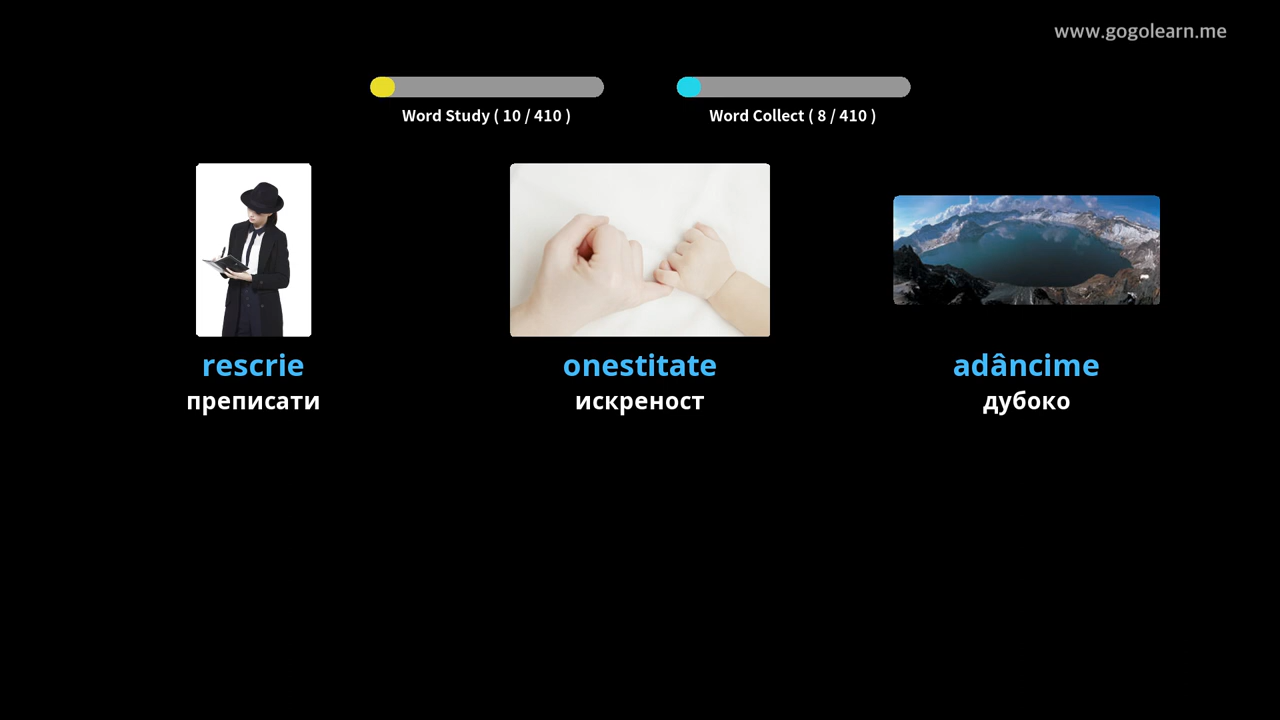 www.gogolearn.me
Word Study ( 10 / 410 )
Word Collect ( 8 / 410 )
rescrie
преписати
onestitate
искреност
adâncime
дубоко